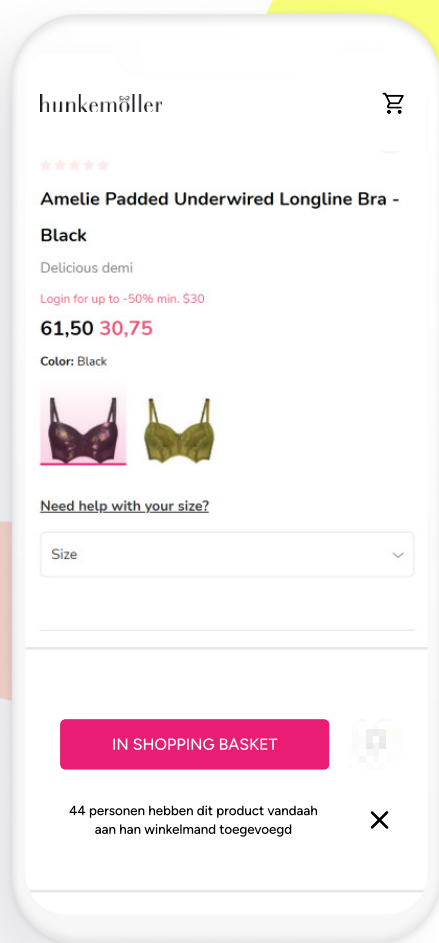 hunkemöller
Amelie Padded Underwired Longline Bra -
Black
Delicious demi
Login for up to -50% min. $30
61,50 30,75
Color: Black
Need help with your size?
Size
IN SHOPPING BASKET
44 personen hebben dit product vandaah
aan han winkelmand toegevoegd